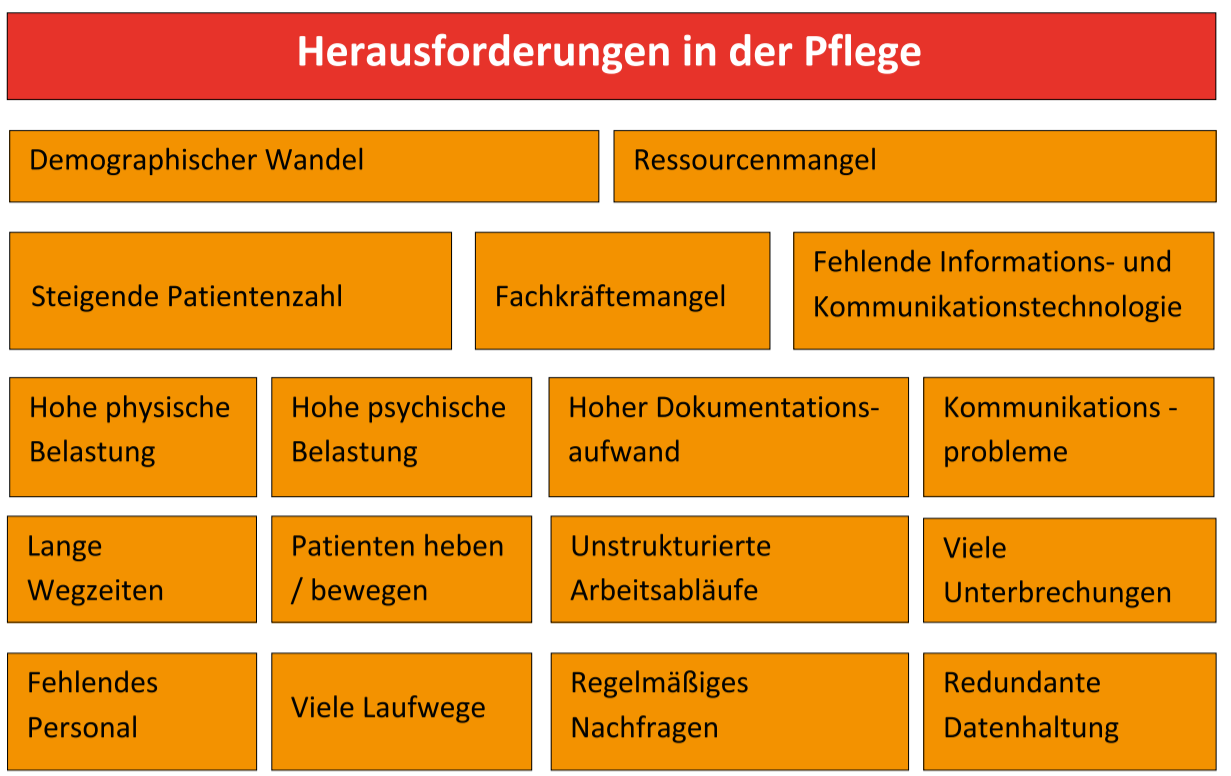 Herausforderungen in der Pflege
Demographischer Wandel
Ressourcenmangel
Steigende Patientenzahl
Fachkräftemangel
Fehlende Informations- und
Kommunikationstechnologie
Hohe physische
Belastung
Hohe psychische
Belastung
Hoher Dokumentations-
aufwand
Kommunikations -
probleme
Lange
Wegzeiten
Patienten heben
/ bewegen
Unstrukturierte
Arbeitsabläufe
Viele
Unterbrechungen
Fehlendes
Personal
Viele Laufwege
Regelmäßiges
Nachfragen
Redundante
Datenhaltung